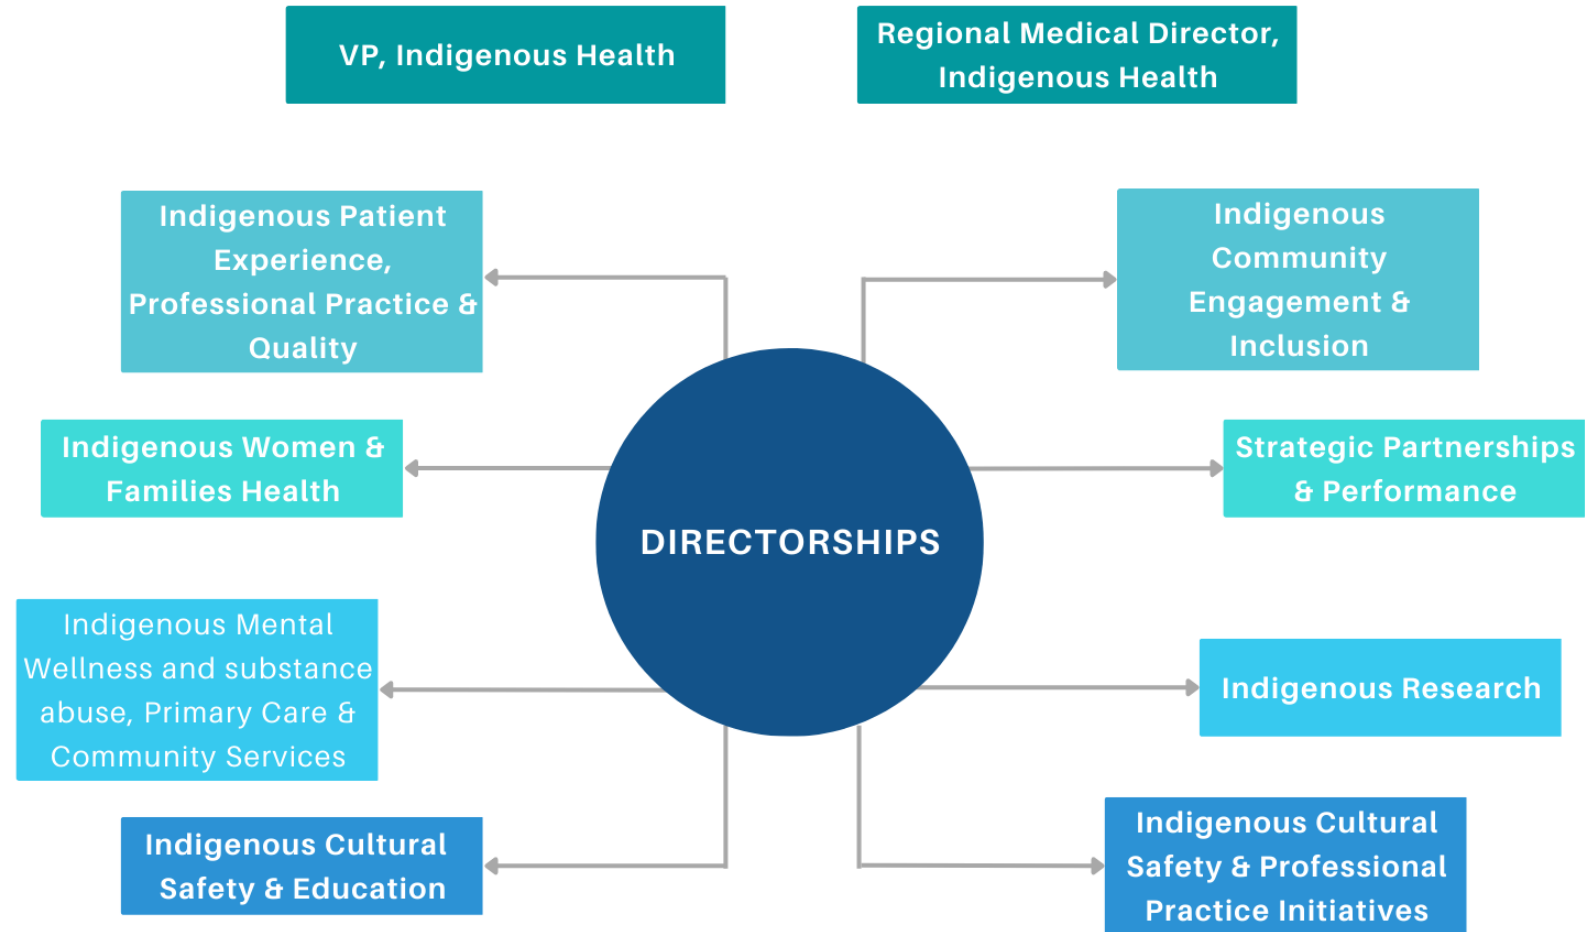 VP, Indigenous Health
Regional Medical Director,
Indigenous Health
Indigenous Patient
Experience,
Professional Practice &
Quality
Indigenous
Community
Engagement &
Inclusion
Indigenous Women &
Families Health
Strategic Partnerships
& Performance
DIRECTORSHIPS
Indigenous Mental
Wellness and substance
abuse, Primary Care &
Community Services
Indigenous Research
Indigenous Cultural
Safety & Education
Indigenous Cultural
Safety & Professional
Practice Initiatives